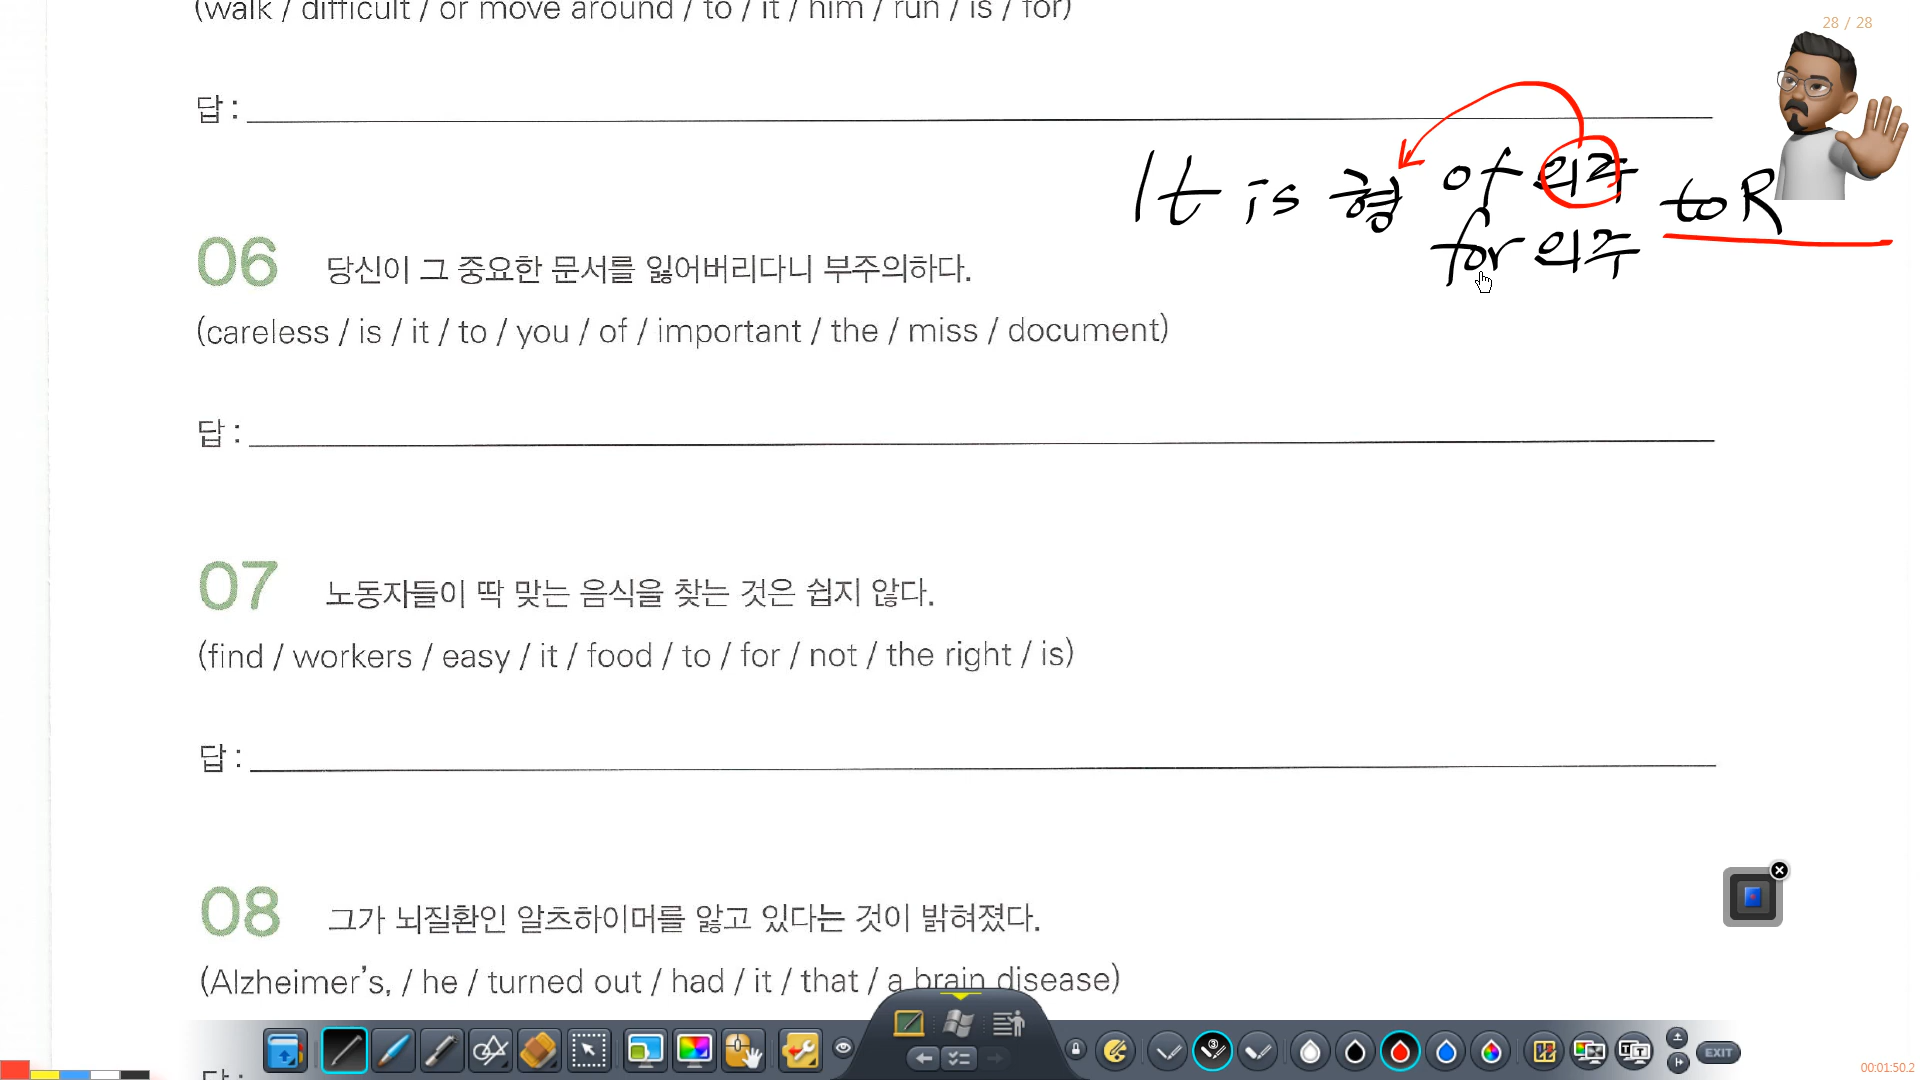 (walk / difficult / or move around / to / it / him / run / is / for)
28 / 28
답 :
It is 형 of 의주 to R
for 의주
06 당신이 그 중요한 문서를 잃어버리다니 부주의하다.
(careless / is / it / to / you / of / important / the / miss / document)
답 :
07 노동자들이 딱 맞는 음식을 찾는 것은 쉽지 않다.
(find / workers / easy / it / food / to / for / not / the right / is)
답 :
08 그가 뇌질환인 알츠하이머를 앓고 있다는 것이 밝혀졌다.
(Alzheimer's, / he / turned out / had / it / that / a brain disease)
답 :
EXIT
00:01:50.2